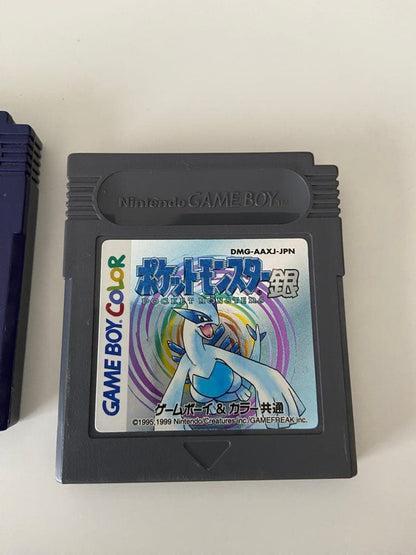 Nintendo GAME BOY™
DMG-AAXJ-JPN
ポケットモンスター銀
POCKET MONSTERS
GAME BOY COLOR
ゲームボーイ & カラー共通
©1995,1999 Nintendo/Creatures inc. GAMEFREAK inc.